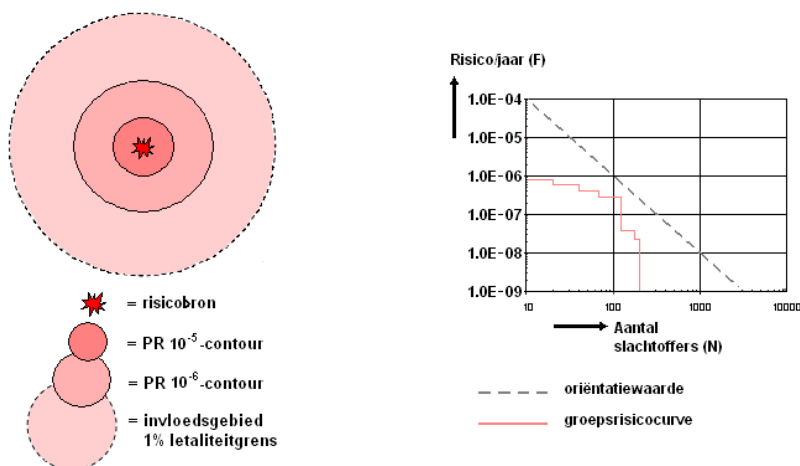 = risicobron
= PR 10⁻⁵-contour
= PR 10⁻⁶-contour
= invloedsgebied
1% letaliteitgrens
Risico/jaar (F)
1.0E-04
1.0E-05
1.0E-06
1.0E-07
1.0E-08
1.0E-09
10 100 1000 10000
Aantal
slachtoffers (N)
oriëntatiewaarde
groepsrisicocurve